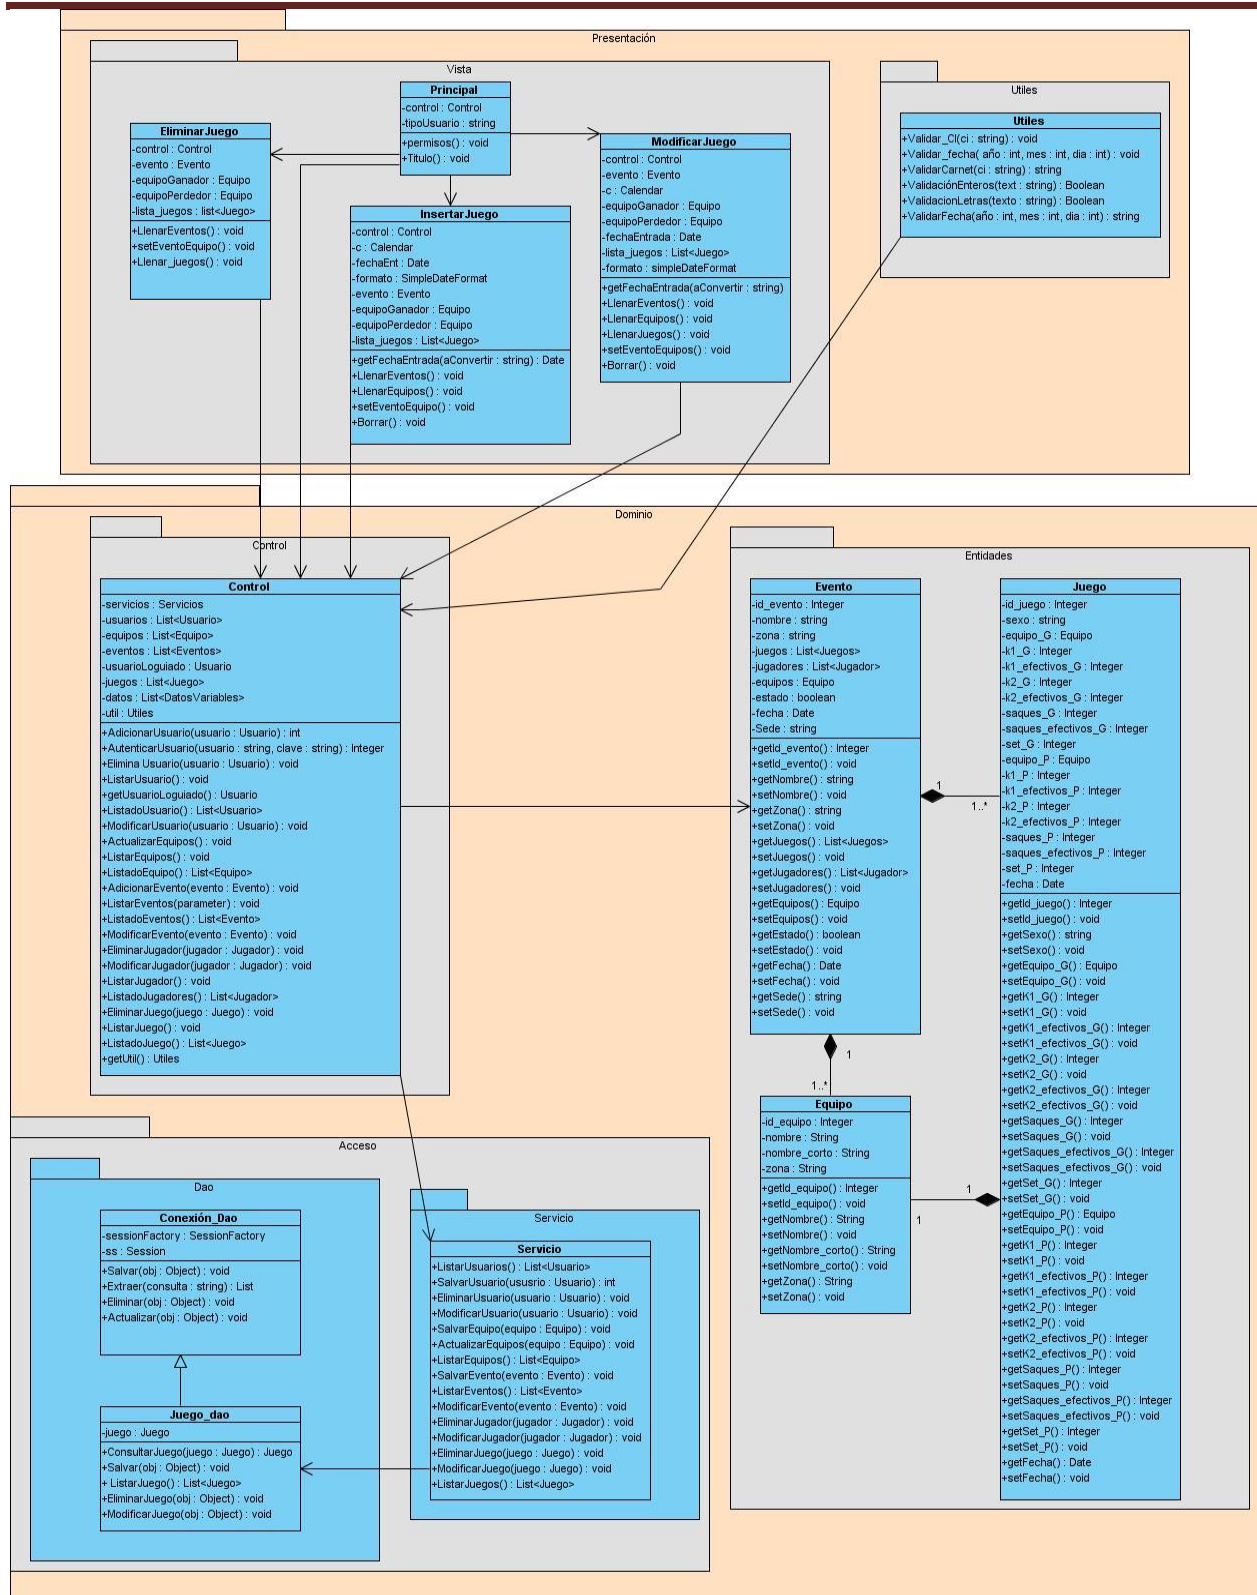 Presentación
Vista
Principal
-control : Control
-tipoUsuario : string
+permisos() : void
+Titulo() : void
EliminarJuego
-control : Control
-evento : Evento
-equipoGanador : Equipo
-equipoPerdedor : Equipo
-lista_juegos : list<Juego>
+LlenarEventos() : void
+setEventoEquipo() : void
+Llenar_juegos() : void
InsertarJuego
-control : Control
-c : Calendar
-fechaEnt : Date
-formato : SimpleDateFormat
-evento : Evento
-equipoGanador : Equipo
-equipoPerdedor : Equipo
-lista_juegos : List<Juego>
+getFechaEntrada(aConvertir : string) : Date
+LlenarEventos() : void
+LlenarEquipos() : void
+setEventoEquipo() : void
+Borrar() : void
ModificarJuego
-control : Control
-evento : Evento
-c : Calendar
-equipoGanador : Equipo
-equipoPerdedor : Equipo
-fechaEntrada : Date
-lista_juegos : List<Juego>
-formato : simpleDateFormat
+getFechaEntrada(aConvertir : string)
+LlenarEventos() : void
+LlenarEquipos() : void
+LlenarJuegos() : void
+setEventoEquipos() : void
+Borrar() : void
Utiles
Utiles
+Validar_CI(ci : string) : void
+Validar_fecha( año : int, mes : int, dia : int) : void
+ValidarCarnet(ci : string) : string
+ValidaciónEnteros(text : string) : Boolean
+ValidacionLetras(texto : string) : Boolean
+ValidarFecha(año : int, mes : int, dia : int) : string
Dominio
Control
Control
-servicios : Servicios
-usuarios : List<Usuario>
-equipos : List<Equipo>
-eventos : List<Eventos>
-usuarioLoguiado : Usuario
-juegos : List<Juego>
-datos : List<DatosVariables>
-util : Utiles
+AdicionarUsuario(usuario : Usuario) : int
+AutenticarUsuario(usuario : string, clave : string) : Integer
+Elimina Usuario(usuario : Usuario) : void
+ListarUsuario() : void
+getUsuarioLoguiado() : Usuario
+ListadoUsuario() : List<Usuario>
+ModificarUsuario(usuario : Usuario) : void
+ActualizarEquipos() : void
+ListarEquipos() : void
+ListadoEquipo() : List<Equipo>
+AdicionarEvento(evento : Evento) : void
+ListarEventos(parameter) : void
+ListadoEventos() : List<Evento>
+ModificarEvento(evento : Evento) : void
+EliminarJugador(jugador : Jugador) : void
+ModificarJugador(jugador : Jugador) : void
+ListarJugador() : void
+ListadoJugadores() : List<Jugador>
+EliminarJuego(juego : Juego) : void
+ListarJuego() : void
+ListadoJuego() : List<Juego>
+getUtil() : Utiles
Entidades
Evento
-id_evento : Integer
-nombre : string
-zona : string
-juegos : List<Juegos>
-jugadores : List<Jugador>
-equipos : Equipo
-estado : boolean
-fecha : Date
-Sede : string
+getId_evento() : Integer
+setId_evento() : void
+getNombre() : string
+setNombre() : void
+getZona() : string
+setZona() : void
+getJuegos() : List<Juegos>
+setJuegos() : void
+getJugadores() : List<Jugador>
+setJugadores() : void
+getEquipos() : Equipo
+setEquipos() : void
+getEstado() : boolean
+setEstado() : void
+getFecha() : Date
+setFecha() : void
+getSede() : string
+setSede() : void
1
1..*
1
1..*
Juego
-id_juego : Integer
-sexo : string
-equipo_G : Equipo
-k1_G : Integer
-k1_efectivos_G : Integer
-k2_G : Integer
-k2_efectivos_G : Integer
-saques_G : Integer
-saques_efectivos_G : Integer
-set_G : Integer
-equipo_P : Equipo
-k1_P : Integer
-k1_efectivos_P : Integer
-k2_P : Integer
-k2_efectivos_P : Integer
-saques_P : Integer
-saques_efectivos_P : Integer
-set_P : Integer
-fecha : Date
+getId_juego() : Integer
+setId_juego() : void
+getSexo() : string
+setSexo() : void
+getEquipo_G() : Equipo
+setEquipo_G() : void
+getK1_G() : Integer
+setK1_G() : void
+getK1_efectivos_G() : Integer
+setK1_efectivos_G() : void
+getK2_G() : Integer
+setK2_G() : void
+getK2_efectivos_G() : Integer
+setK2_efectivos_G() : void
+getSaques_G() : Integer
+setSaques_G() : void
+getSaques_efectivos_G() : Integer
+setSaques_efectivos_G() : void
+getSet_G() : Integer
+setSet_G() : void
+getEquipo_P() : Equipo
+setEquipo_P() : void
+getK1_P() : Integer
+setK1_P() : void
+getK1_efectivos_P() : Integer
+setK1_efectivos_P() : void
+getK2_P() : Integer
+setK2_P() : void
+getK2_efectivos_P() : Integer
+setK2_efectivos_P() : void
+getSaques_P() : Integer
+setSaques_P() : void
+getSaques_efectivos_P() : Integer
+setSaques_efectivos_P() : void
+getSet_P() : Integer
+setSet_P() : void
+getFecha() : Date
+setFecha() : void
Equipo
-id_equipo : Integer
-nombre : String
-nombre_corto : String
-zona : String
+getId_equipo() : Integer
+setId_equipo() : void
+getNombre() : String
+setNombre() : void
+getNombre_corto() : String
+setNombre_corto() : void
+getZona() : String
+setZona() : void
1
1
Acceso
Dao
Conexión_Dao
-sessionFactory : SessionFactory
-ss : Session
+Salvar(obj : Object) : void
+Extraer(consulta : string) : List
+Eliminar(obj : Object) : void
+Actualizar(obj : Object) : void
Juego_dao
-juego : Juego
+ConsultarJuego(juego : Juego) : Juego
+Salvar(obj : Object) : void
+ ListarJuego() : List<Juego>
+EliminarJuego(obj : Object) : void
+ModificarJuego(obj : Object) : void
Servicio
Servicio
+ListarUsuarios() : List<Usuario>
+SalvarUsuario(ususrio : Usuario) : int
+EliminarUsuario(usuario : Usuario) : void
+ModificarUsuario(usuario : Usuario) : void
+SalvarEquipo(equipo : Equipo) : void
+ActualizarEquipos(equipo : Equipo) : void
+ListarEquipos() : List<Equipo>
+SalvarEvento(evento : Evento) : void
+ListarEventos() : List<Evento>
+ModificarEvento(evento : Evento) : void
+EliminarJugador(jugador : Jugador) : void
+ModificarJugador(jugador : Jugador) : void
+EliminarJuego(juego : Juego) : void
+ModificarJuego(juego : Juego) : void
+ListarJuegos() : List<Juego>